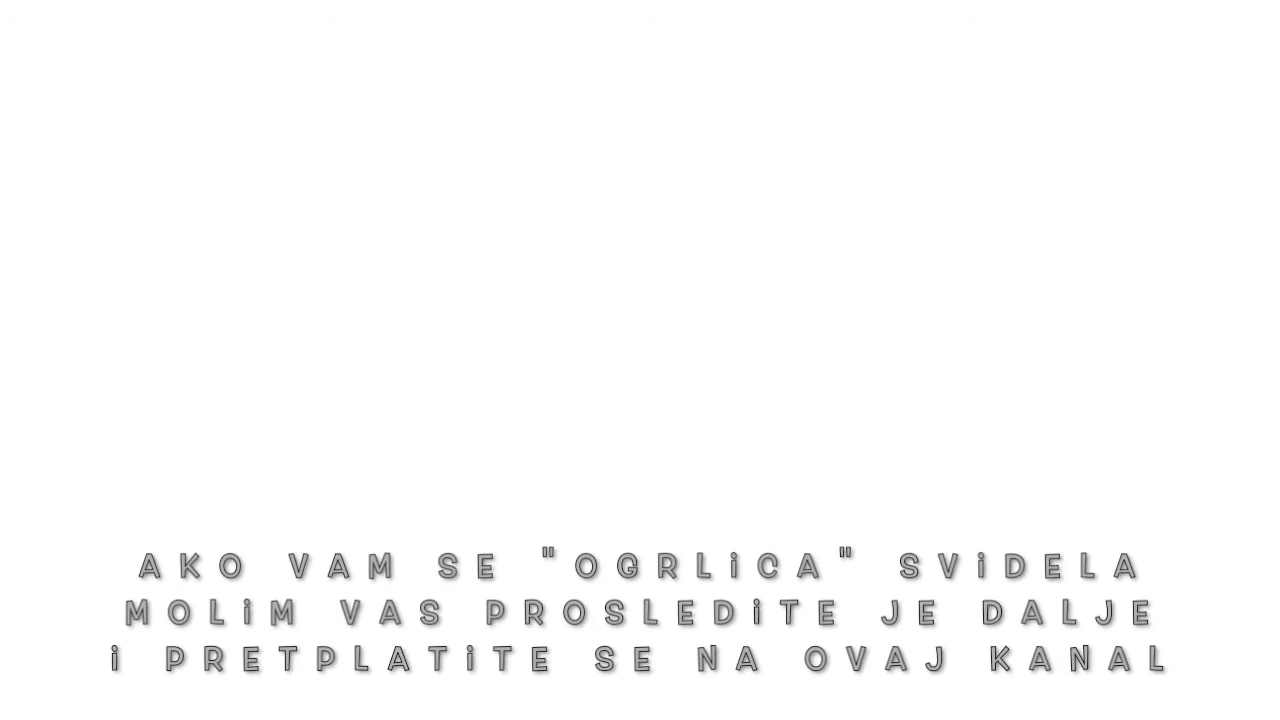 AKO VAM SE "OGRLiCA" SViDELA
MOLiM VAS PROSLEDiTE JE DALJE
i PRETPLATiTE SE NA OVAJ KANAL